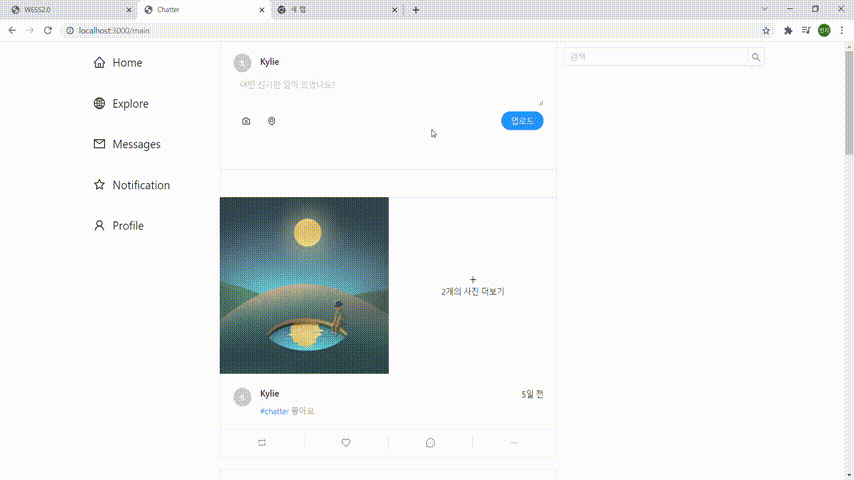 WESS2.0
Chatter
새 탭
localhost:3000/main
민지
Home
Explore
Messages
Notification
Profile
K
Kylie
어떤 신기한 일이 있었나요?
업로드
검색
2개의 사진 더보기
K
Kylie
5일 전
#chatter 좋아요